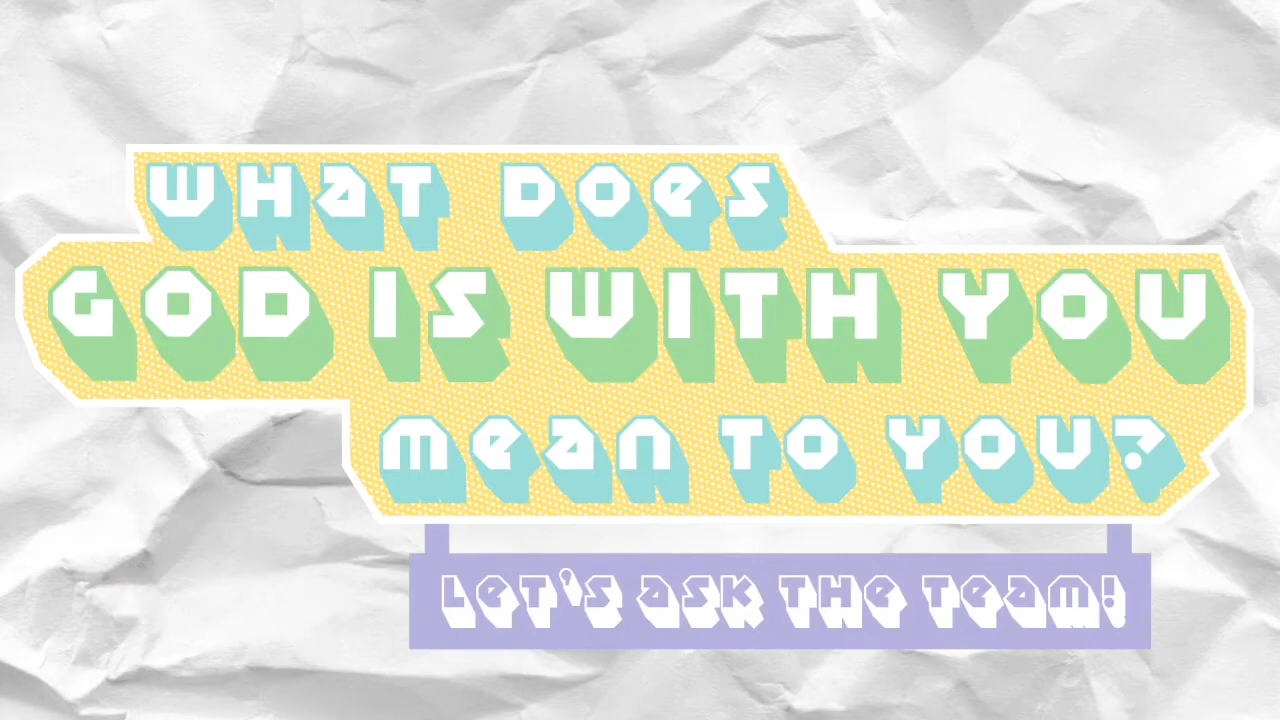 WHaT DOeS
GOD IS WITH YOU
mean TO YOU?
LeT'S aSK THe Team!